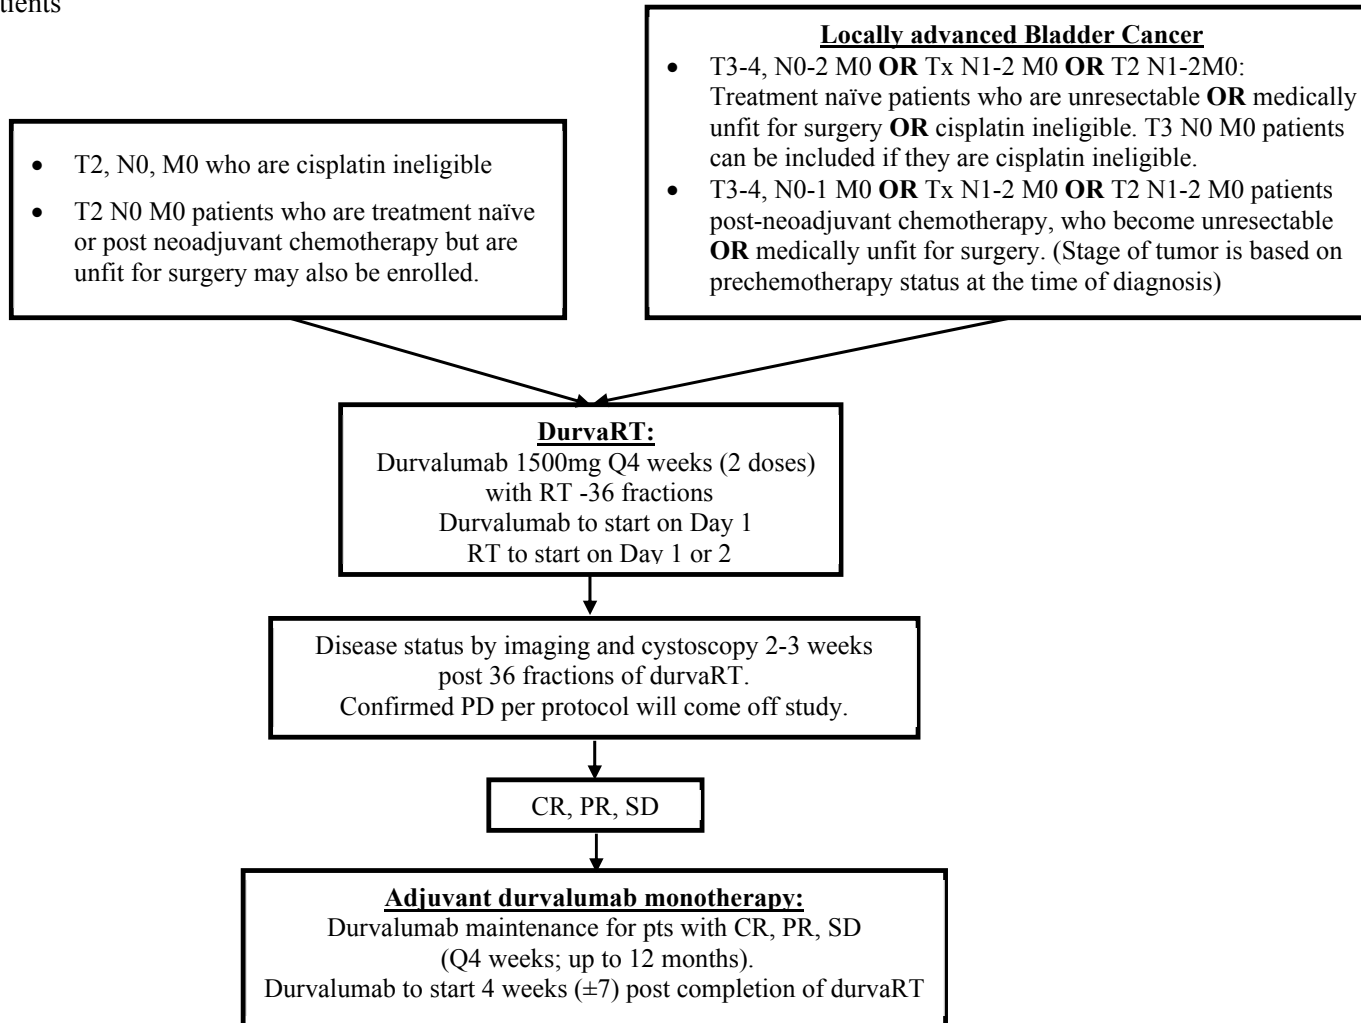 tients
Locally advanced Bladder Cancer
• T3-4, N0-2 M0 OR Tx N1-2 M0 OR T2 N1-2M0:
Treatment naïve patients who are unresectable OR medically
unfit for surgery OR cisplatin ineligible. T3 N0 M0 patients
can be included if they are cisplatin ineligible.
• T3-4, N0-1 M0 OR Tx N1-2 M0 OR T2 N1-2 M0 patients
post-neoadjuvant chemotherapy, who become unresectable
OR medically unfit for surgery. (Stage of tumor is based on
prechemotherapy status at the time of diagnosis)
• T2, N0, M0 who are cisplatin ineligible
• T2 N0 M0 patients who are treatment naïve
or post neoadjuvant chemotherapy but are
unfit for surgery may also be enrolled.
DurvaRT:
Durvalumab 1500mg Q4 weeks (2 doses)
with RT -36 fractions
Durvalumab to start on Day 1
RT to start on Day 1 or 2
Disease status by imaging and cystoscopy 2-3 weeks
post 36 fractions of durvaRT.
Confirmed PD per protocol will come off study.
CR, PR, SD
Adjuvant durvalumab monotherapy:
Durvalumab maintenance for pts with CR, PR, SD
(Q4 weeks; up to 12 months).
Durvalumab to start 4 weeks (±7) post completion of durvaRT